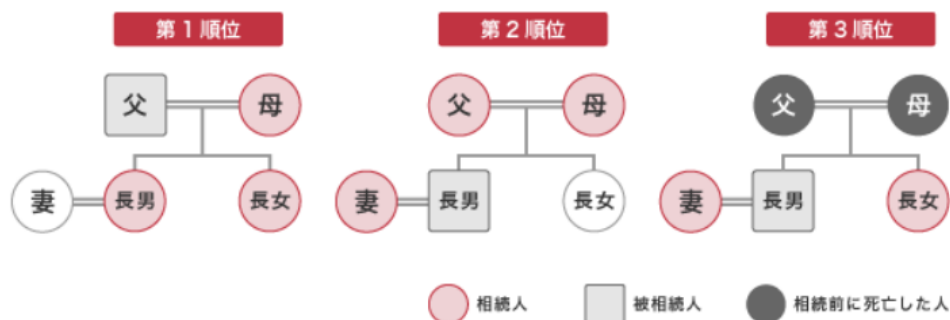 第1順位
第2順位
第3順位
父
母
父
母
父
母
妻
長男
長女
妻
長男
長女
妻
長男
長女
相続人
被相続人
相続前に死亡した人